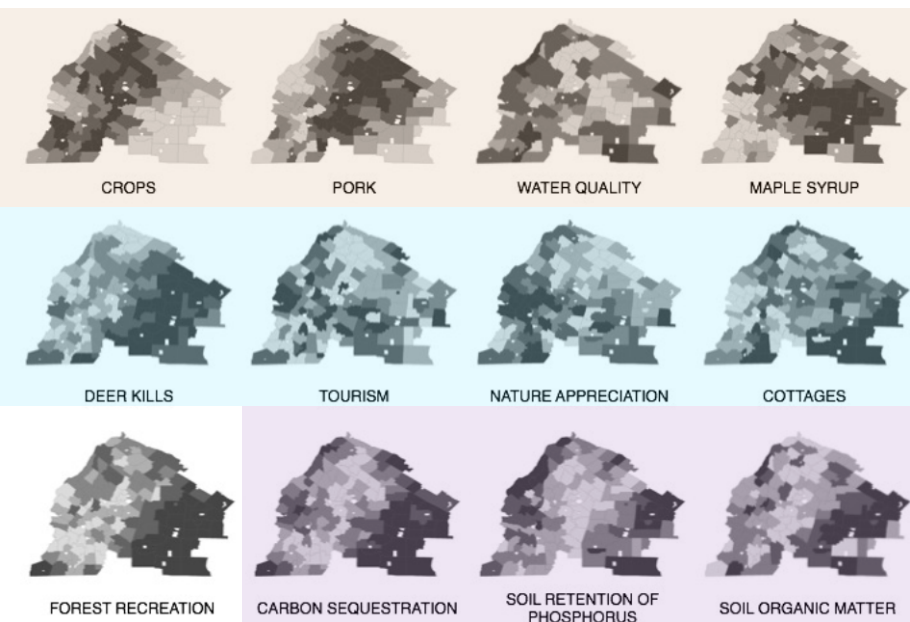 CROPS
PORK
WATER QUALITY
MAPLE SYRUP
DEER KILLS
TOURISM
NATURE APPRECIATION
COTTAGES
FOREST RECREATION
CARBON SEQUESTRATION
SOIL RETENTION OF
PHOSPHORUS
SOIL ORGANIC MATTER